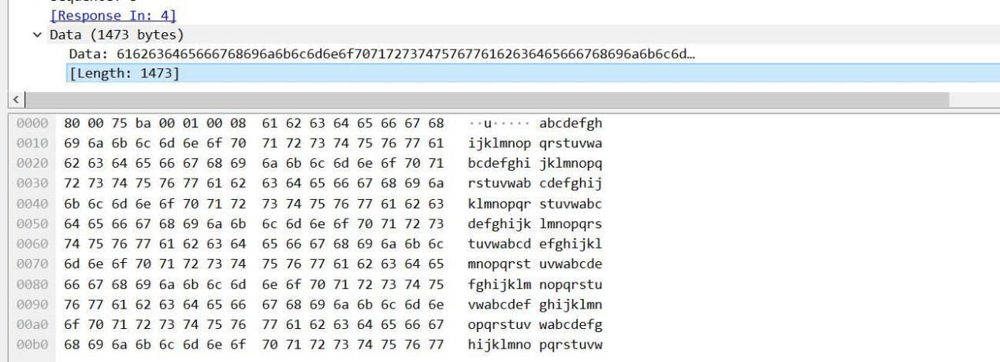 [Response In: 4]
Data (1473 bytes)
Data: 6162636465666768696a6b6c6d6e6f7071727374757677616263646566676869​6a6b6c6d…
[Length: 1473]
0000 80 00 75 ba 00 01 00 08 61 62 63 64 65 66 67 68 ··u····· abcdefgh
0010 69 6a 6b 6c 6d 6e 6f 70 71 72 73 74 75 76 77 61 ijklmnop qrstuvwa
0020 62 63 64 65 66 67 68 69 6a 6b 6c 6d 6e 6f 70 71 bcdefghi jklmnopq
0030 72 73 74 75 76 77 61 62 63 64 65 66 67 68 69 6a rstuvwab cdefghij
0040 6b 6c 6d 6e 6f 70 71 72 73 74 75 76 77 61 62 63 klmnopqr stuvwabc
0050 64 65 66 67 68 69 6a 6b 6c 6d 6e 6f 70 71 72 73 defghijk lmnopqrs
0060 74 75 76 77 61 62 63 64 65 66 67 68 69 6a 6b 6c tuvwabcd efghijkl
0070 6d 6e 6f 70 71 72 73 74 75 76 77 61 62 63 64 65 mnopqrst uvwabcde
0080 66 67 68 69 6a 6b 6c 6d 6e 6f 70 71 72 73 74 75 fghijklm nopqrstu
0090 76 77 61 62 63 64 65 66 67 68 69 6a 6b 6c 6d 6e vwabcdef ghijklmn
00a0 6f 70 71 72 73 74 75 76 77 61 62 63 64 65 66 67 opqrstuv wabcdefg
00b0 68 69 6a 6b 6c 6d 6e 6f 70 71 72 73 74 75 76 77 hijklmno pqrstuvw